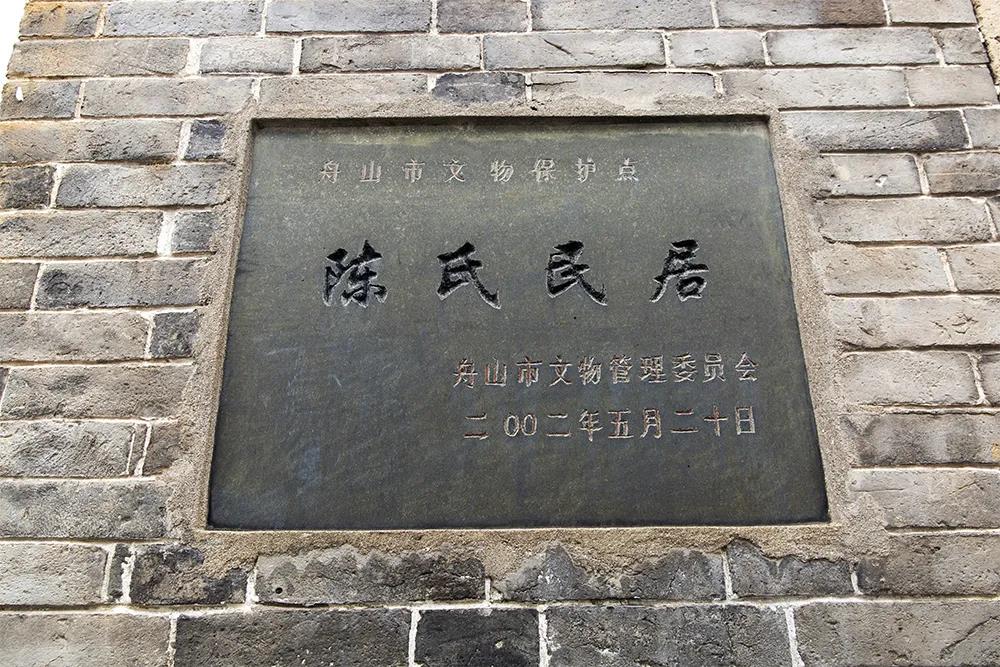 舟山市文物保护点
陈氏民居
舟山市文物管理委员会
二00二年五月二十日